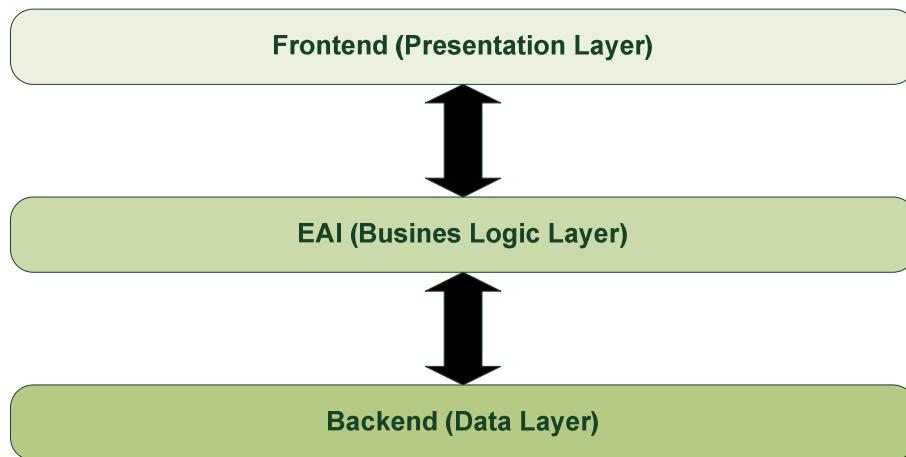 Frontend (Presentation Layer)
EAI (Busines Logic Layer)
Backend (Data Layer)